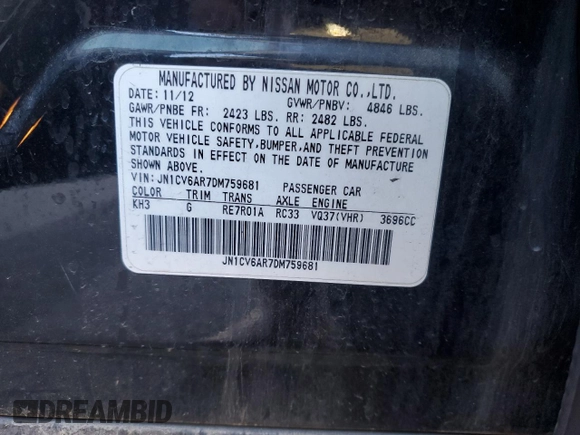 MANUFACTURED BY NISSAN MOTOR CO.,LTD.
DATE: 11/12 GVWR/PNBV: 4846 LBS.
GAWR/PNBE FR: 2423 LBS. RR: 2482 LBS.
THIS VEHICLE CONFORMS TO ALL APPLICABLE FEDERAL
MOTOR VEHICLE SAFETY,BUMPER,AND THEFT PREVENTION
STANDARDS IN EFFECT ON THE DATE OF MANUFACTURE
SHOWN ABOVE.
VIN: JN1CV6AR7DM759681 PASSENGER CAR
COLOR TRIM TRANS AXLE ENGINE
KH3 G RE7R01A RC33 VQ37(VHR) 3696CC
JN1CV6AR7DM759681
DREAMBID